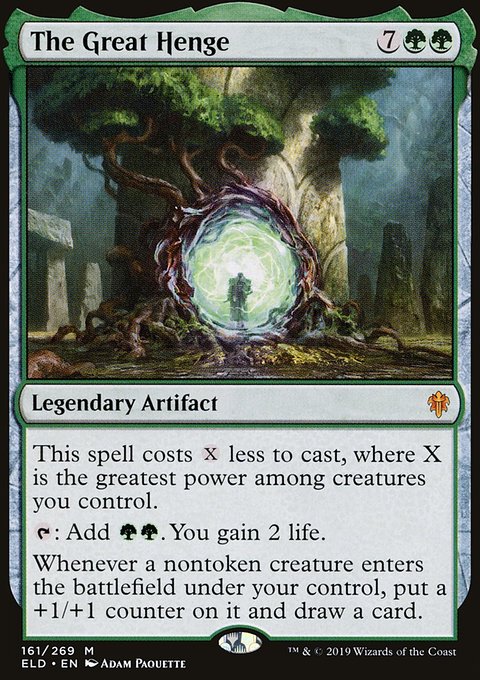 The Great Henge 7
Legendary Artifact
This spell costs X less to cast, where X
is the greatest power among creatures
you control.
: Add . You gain 2 life.
Whenever a nontoken creature enters
the battlefield under your control, put a
+1/+1 counter on it and draw a card.
161/269 M
ELD • EN Adam Paquette
™ & © 2019 Wizards of the Coast